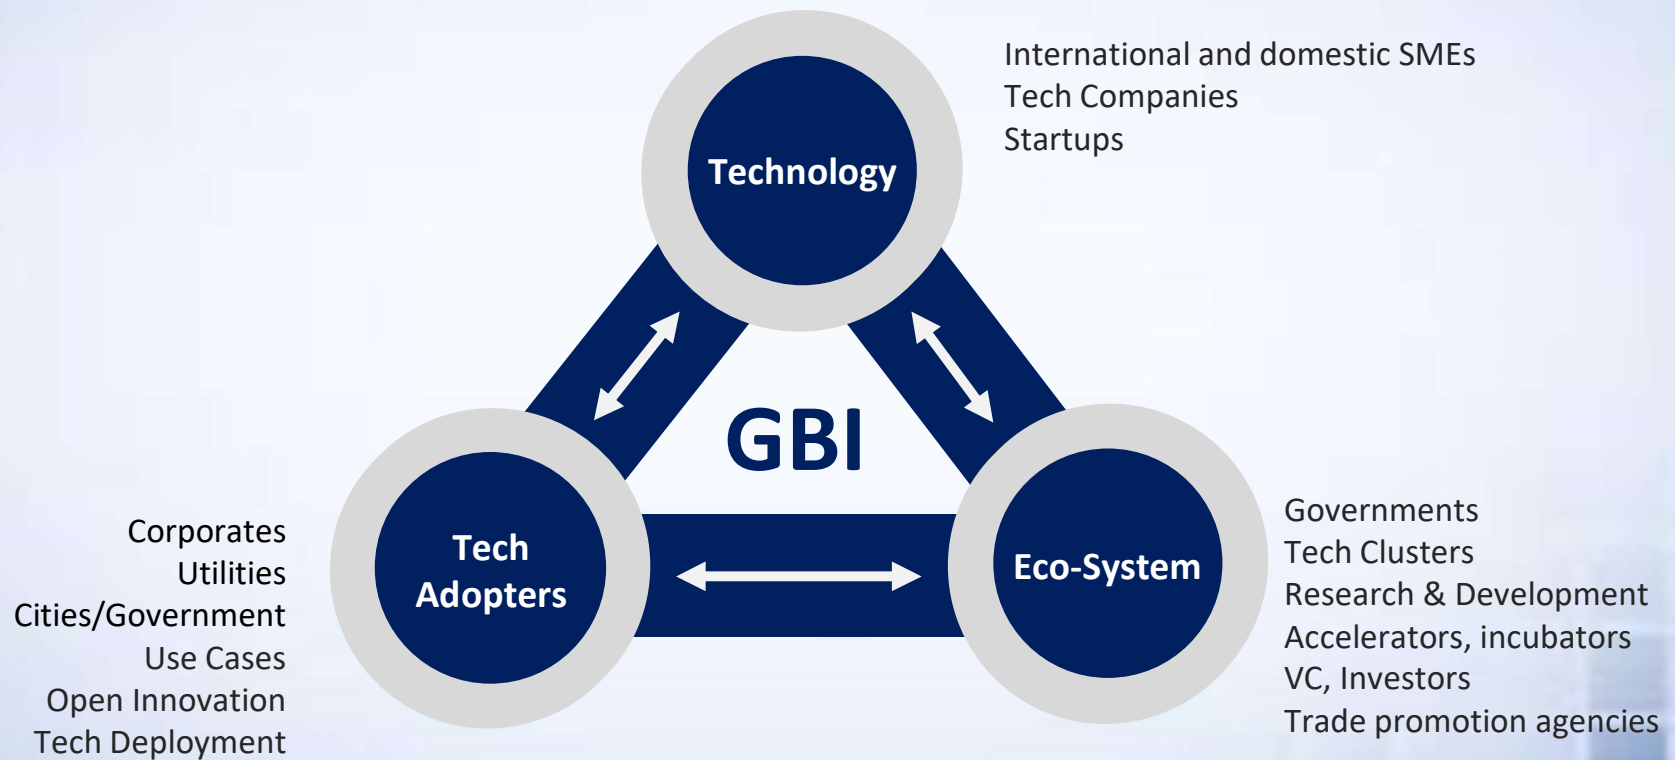 International and domestic SMEs
Tech Companies
Startups
Technology
GBI
Tech
Adopters
Eco-System
Corporates
Utilities
Cities/Government
Use Cases
Open Innovation
Tech Deployment
Governments
Tech Clusters
Research & Development
Accelerators, incubators
VC, Investors
Trade promotion agencies